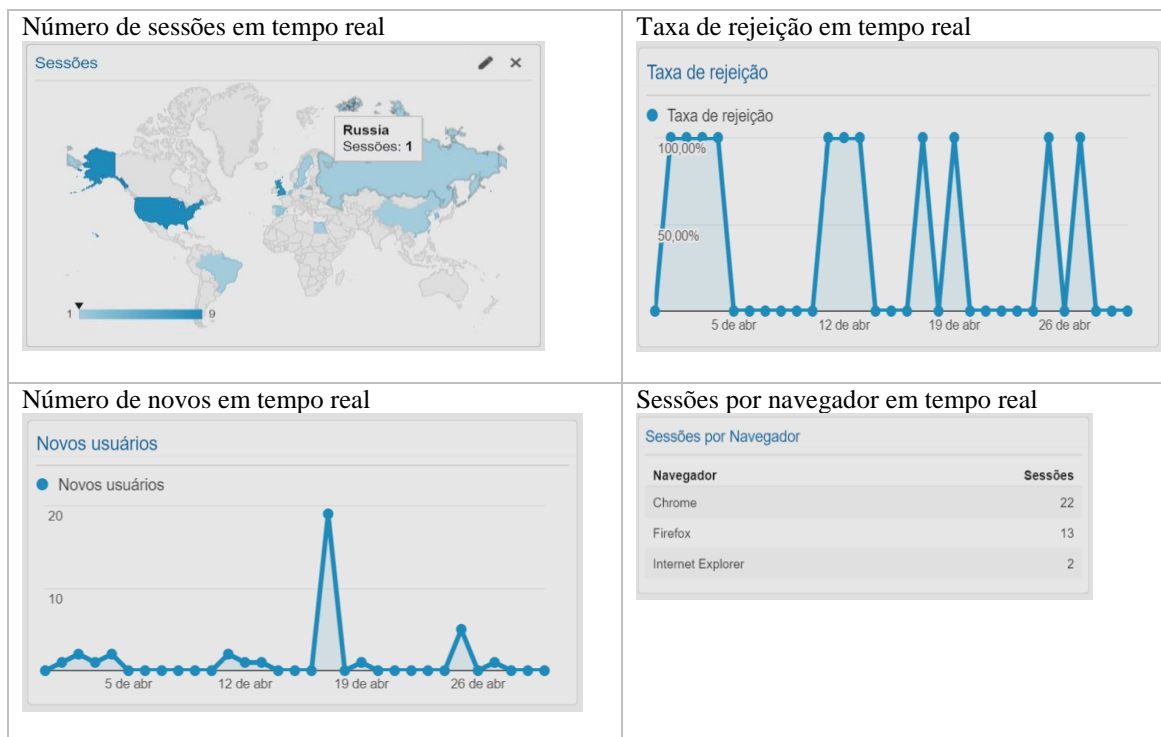 Número de sessões em tempo real
Sessões
Russia
Sessões: 1
1
9
Taxa de rejeição em tempo real
Taxa de rejeição
Taxa de rejeição
100,00%
50,00%
5 de abr 12 de abr 19 de abr 26 de abr
Número de novos em tempo real
Novos usuários
Novos usuários
20
10
5 de abr 12 de abr 19 de abr 26 de abr
Sessões por navegador em tempo real
Sessões por Navegador
Navegador Sessões
Chrome 22
Firefox 13
Internet Explorer 2